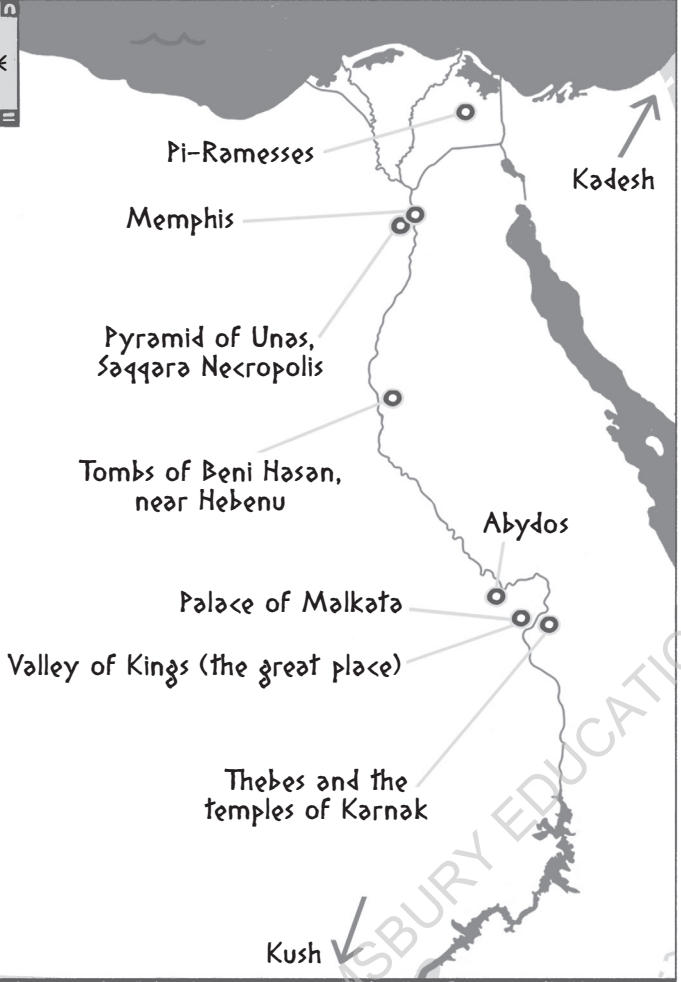 Pi-Ramesses
Kadesh
Memphis
Pyramid of Unas,
Saqqara Necropolis
Tombs of Beni Hasan,
near Hebenu
Abydos
Palace of Malkata
Valley of Kings (the great place)
Thebes and the
temples of Karnak
Kush